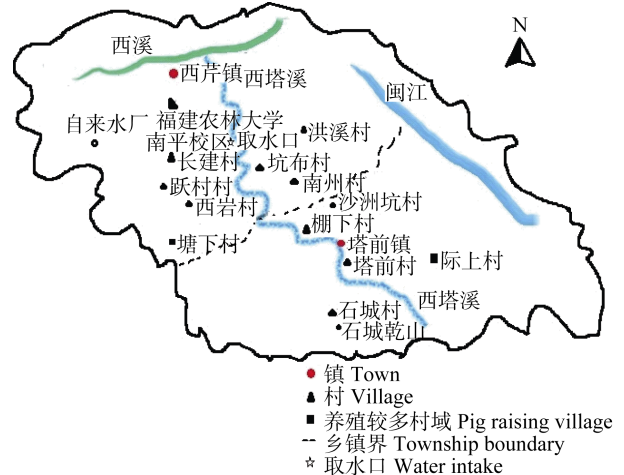 N
西溪
西芹镇
西塔溪
闽江
自来水厂
福建农林大学
南平校区
取水口
洪溪村
长建村
坑布村
跃村村
南州村
西岩村
沙洲坑村
棚下村
塘下村
塔前镇
塔前村
际上村
西塔溪
石城村
石城乾山
镇 Town
村 Village
养殖较多村域 Pig raising village
乡镇界 Township boundary
取水口 Water intake